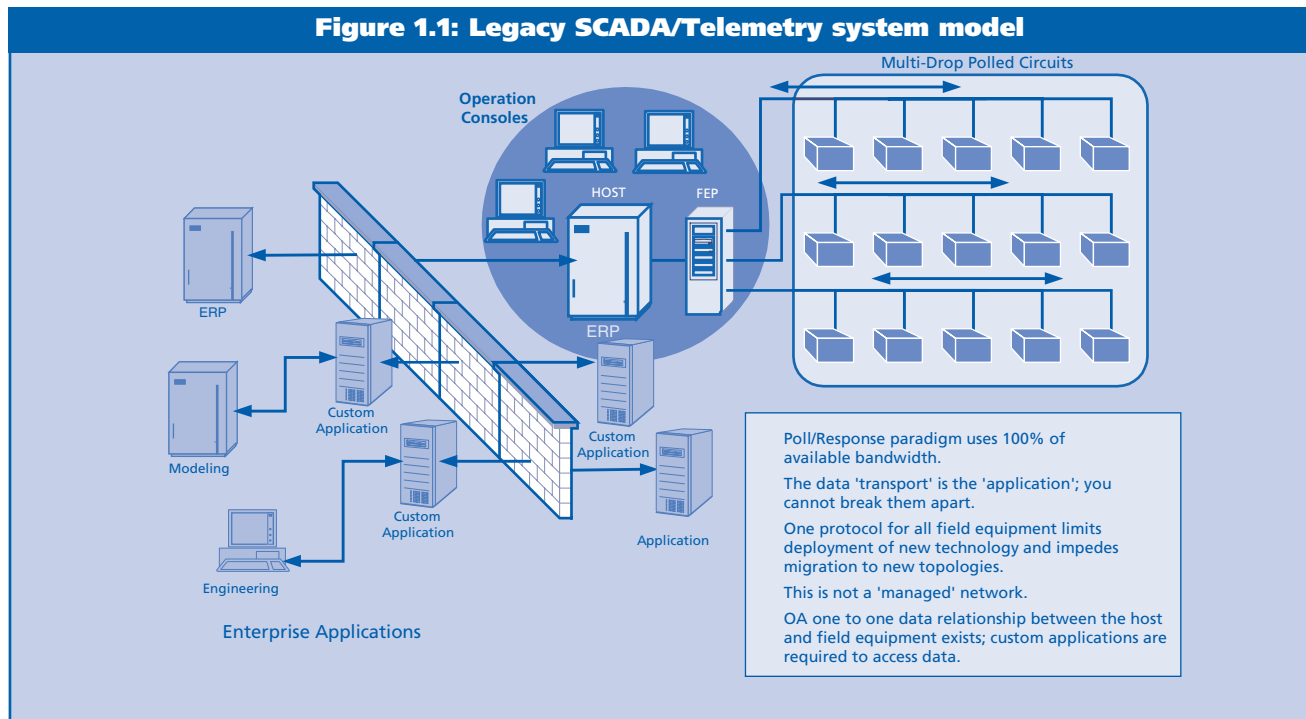 Figure 1.1: Legacy SCADA/Telemetry system model
Multi-Drop Polled Circuits
Operation
Consoles
HOST
FEP
ERP
ERP
Custom
Application
Modeling
Custom
Application
Custom
Application
Application
Engineering
Enterprise Applications
Poll/Response paradigm uses 100% of
available bandwidth.
The data 'transport' is the 'application'; you
cannot break them apart.
One protocol for all field equipment limits
deployment of new technology and impedes
migration to new topologies.
This is not a 'managed' network.
OA one to one data relationship between the host
and field equipment exists; custom applications are
required to access data.